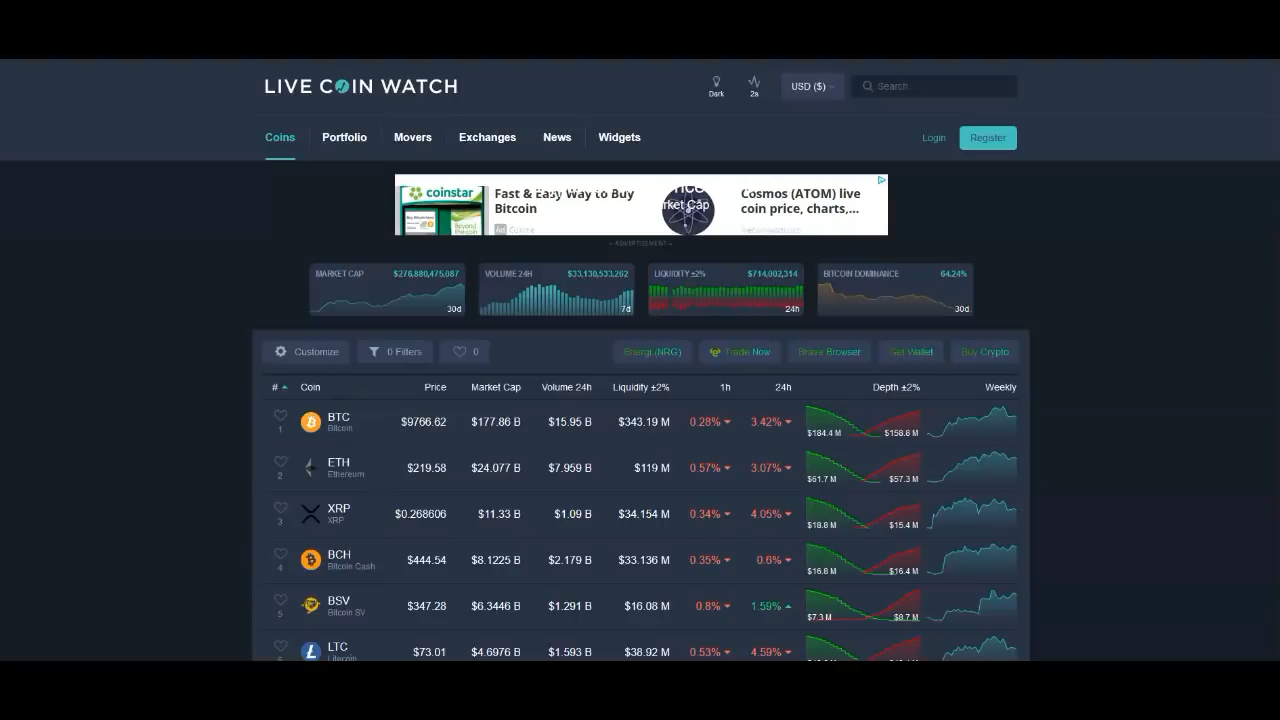 LIVE COIN WATCH
Dark
2s
USD ($)
Search...
Coins Portfolio Movers Exchanges News Widgets
Login Register
coinstar
Fast & Easy Way to Buy
Bitcoin
Ad
rket Cap
Cosmos (ATOM) live
coin price, charts,...
~ ADVERTISEMENT ~
MARKET CAP $276,880,475,087
30d
VOLUME 24H $33,130,533,202
7d
LIQUIDITY ±2% $714,002,314
24h
BITCOIN DOMINANCE 64.24%
30d
Customize 0 Filters 0 Energi (NRG) Trade Now Brave Browser Get Wallet Buy Crypto
# Coin Price Market Cap Volume 24h Liquidity ±2% 1h 24h Depth ±2% Weekly
1 BTC Bitcoin $9766.62 $177.86 B $15.95 B $343.19 M 0.28% 3.42% $184.4 M $158.8 M
2 ETH Ethereum $219.58 $24.077 B $7.959 B $119 M 0.57% 3.07% $61.7 M $57.3 M
3 XRP XRP $0.268606 $11.33 B $1.09 B $34.154 M 0.34% 4.05% $18.8 M $15.4 M
4 BCH Bitcoin Cash $444.54 $8.1225 B $2.179 B $33.136 M 0.35% 0.6% $16.8 M $16.4 M
5 BSV Bitcoin SV $347.28 $6.3446 B $1.291 B $16.08 M 0.8% 1.59% $7.3 M $8.7 M
LTC Litecoin $73.01 $4.6976 B $1.593 B $38.92 M 0.53% 4.59%